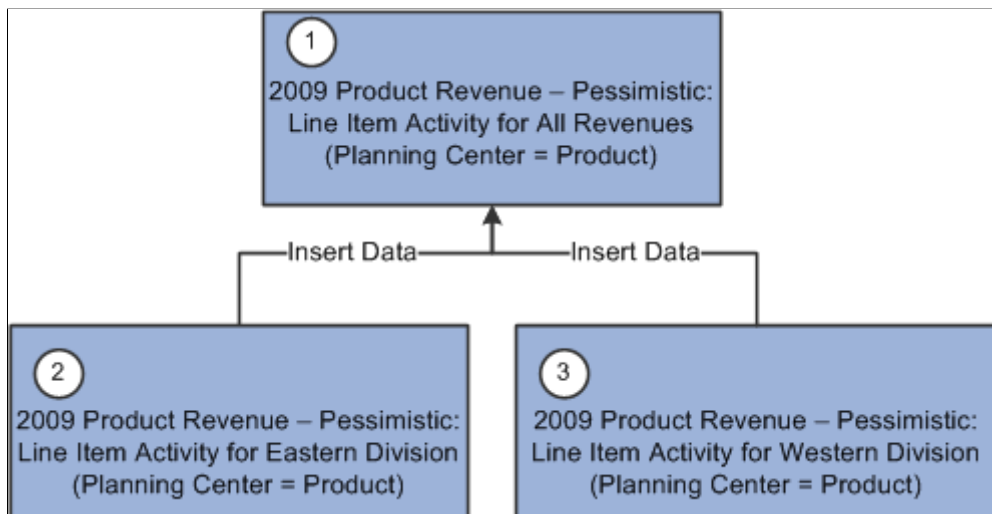 1
2009 Product Revenue – Pessimistic:
Line Item Activity for All Revenues
(Planning Center = Product)
Insert Data
Insert Data
2
2009 Product Revenue – Pessimistic:
Line Item Activity for Eastern Division
(Planning Center = Product)
3
2009 Product Revenue – Pessimistic:
Line Item Activity for Western Division
(Planning Center = Product)